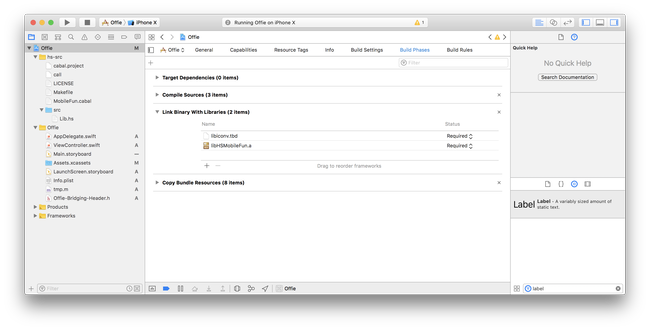 Offie iPhone X
Running Offie on iPhone X
1
Offie
M
Offie
Offie
General
Capabilities
Resource Tags
Info
Build Settings
Build Phases
Build Rules
Filter
hs-src
cabal.project
call
LICENSE
Makefile
MobileFun.cabal
src
Lib.hs
Offie
AppDelegate.swift A
ViewController.swift A
Main.storyboard
Assets.xcassets A
LaunchScreen.storyboard
Info.plist A
tmp.m A
Offie-Bridging-Header.h A
Products
Frameworks
Filter
Target Dependencies (0 items)
Compile Sources (3 items)
Link Binary With Libraries (2 items)
Name Status
libiconv.tbd Required
libHSMobileFun.a Required
Drag to reorder frameworks
Copy Bundle Resources (8 items)
Offie
Quick Help
No Quick Help
Search Documentation
Label
Label - A variably sized amount of
static text.
label